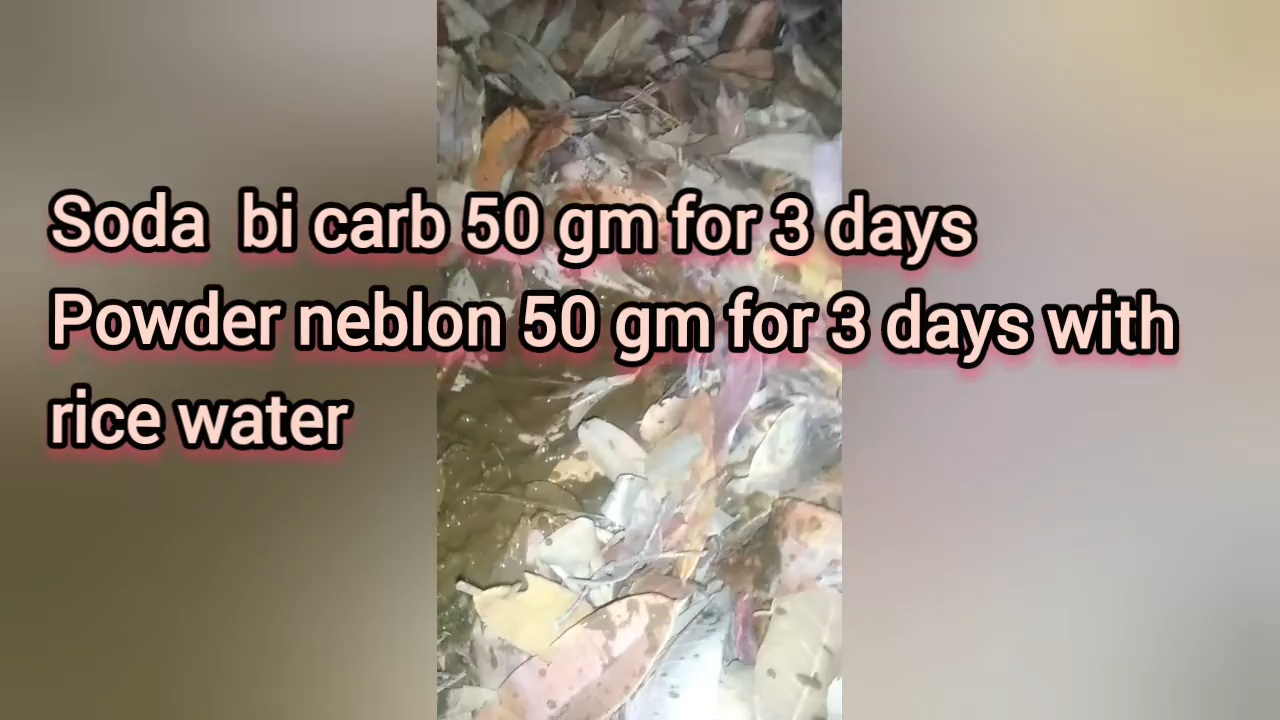 Soda bi carb 50 gm for 3 days
Powder neblon 50 gm for 3 days with
rice water